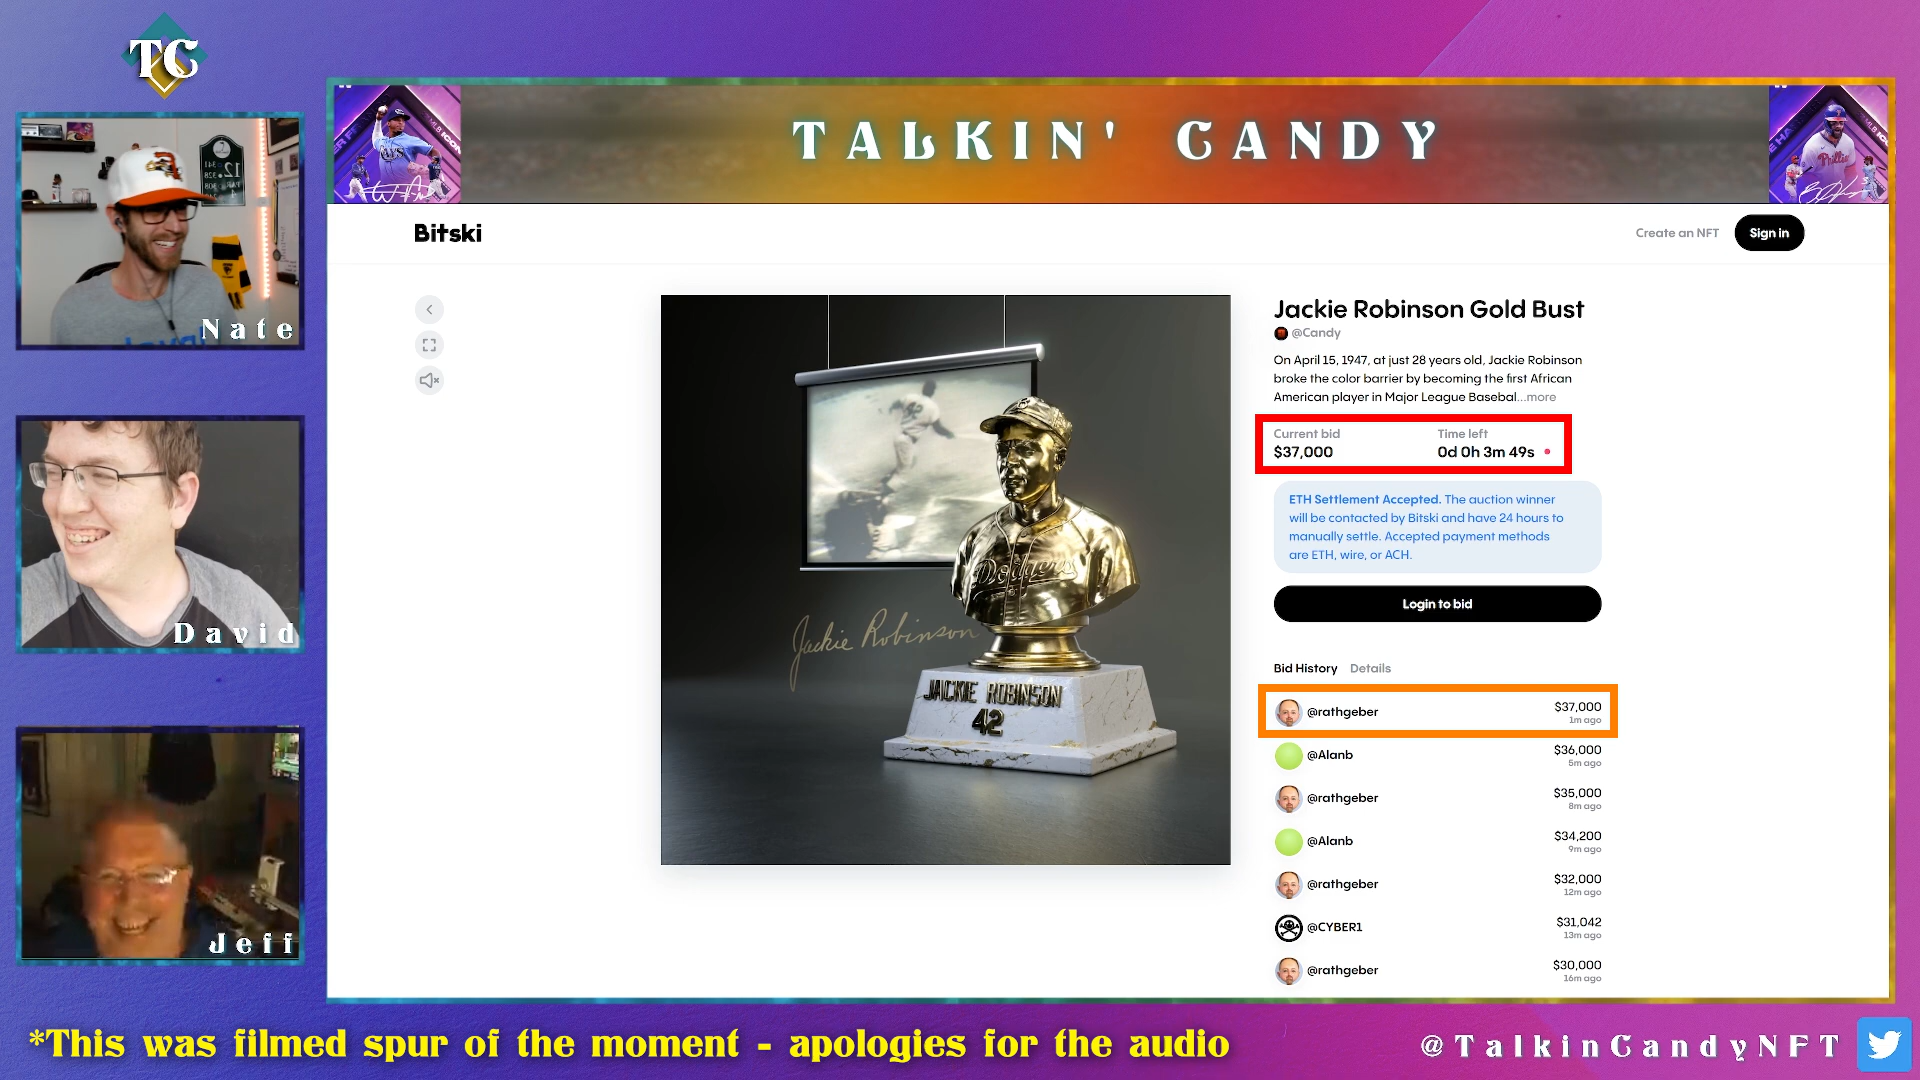 TC
TALKIN' CANDY
Nate
David
Jeff
Bitski
Create an NFT
Sign in
Dodgers
Jackie Robinson
JACKIE ROBINSON
42
Jackie Robinson Gold Bust
@Candy
On April 15, 1947, at just 28 years old, Jackie Robinson
broke the color barrier by becoming the first African
American player in Major League Basebal...more
Current bid
Time left
$37,000
0d 0h 3m 49s
ETH Settlement Accepted. The auction winner
will be contacted by Bitski and have 24 hours to
manually settle. Accepted payment methods
are ETH, wire, or ACH.
Login to bid
Bid History
Details
@rathgeber
$37,000
1m ago
@Alanb
$36,000
5m ago
@rathgeber
$35,000
8m ago
@Alanb
$34,200
9m ago
@rathgeber
$32,000
12m ago
@CYBER1
$31,042
13m ago
@rathgeber
$30,000
16m ago
*This was filmed spur of the moment - apologies for the audio
@TalkinCandyNFT